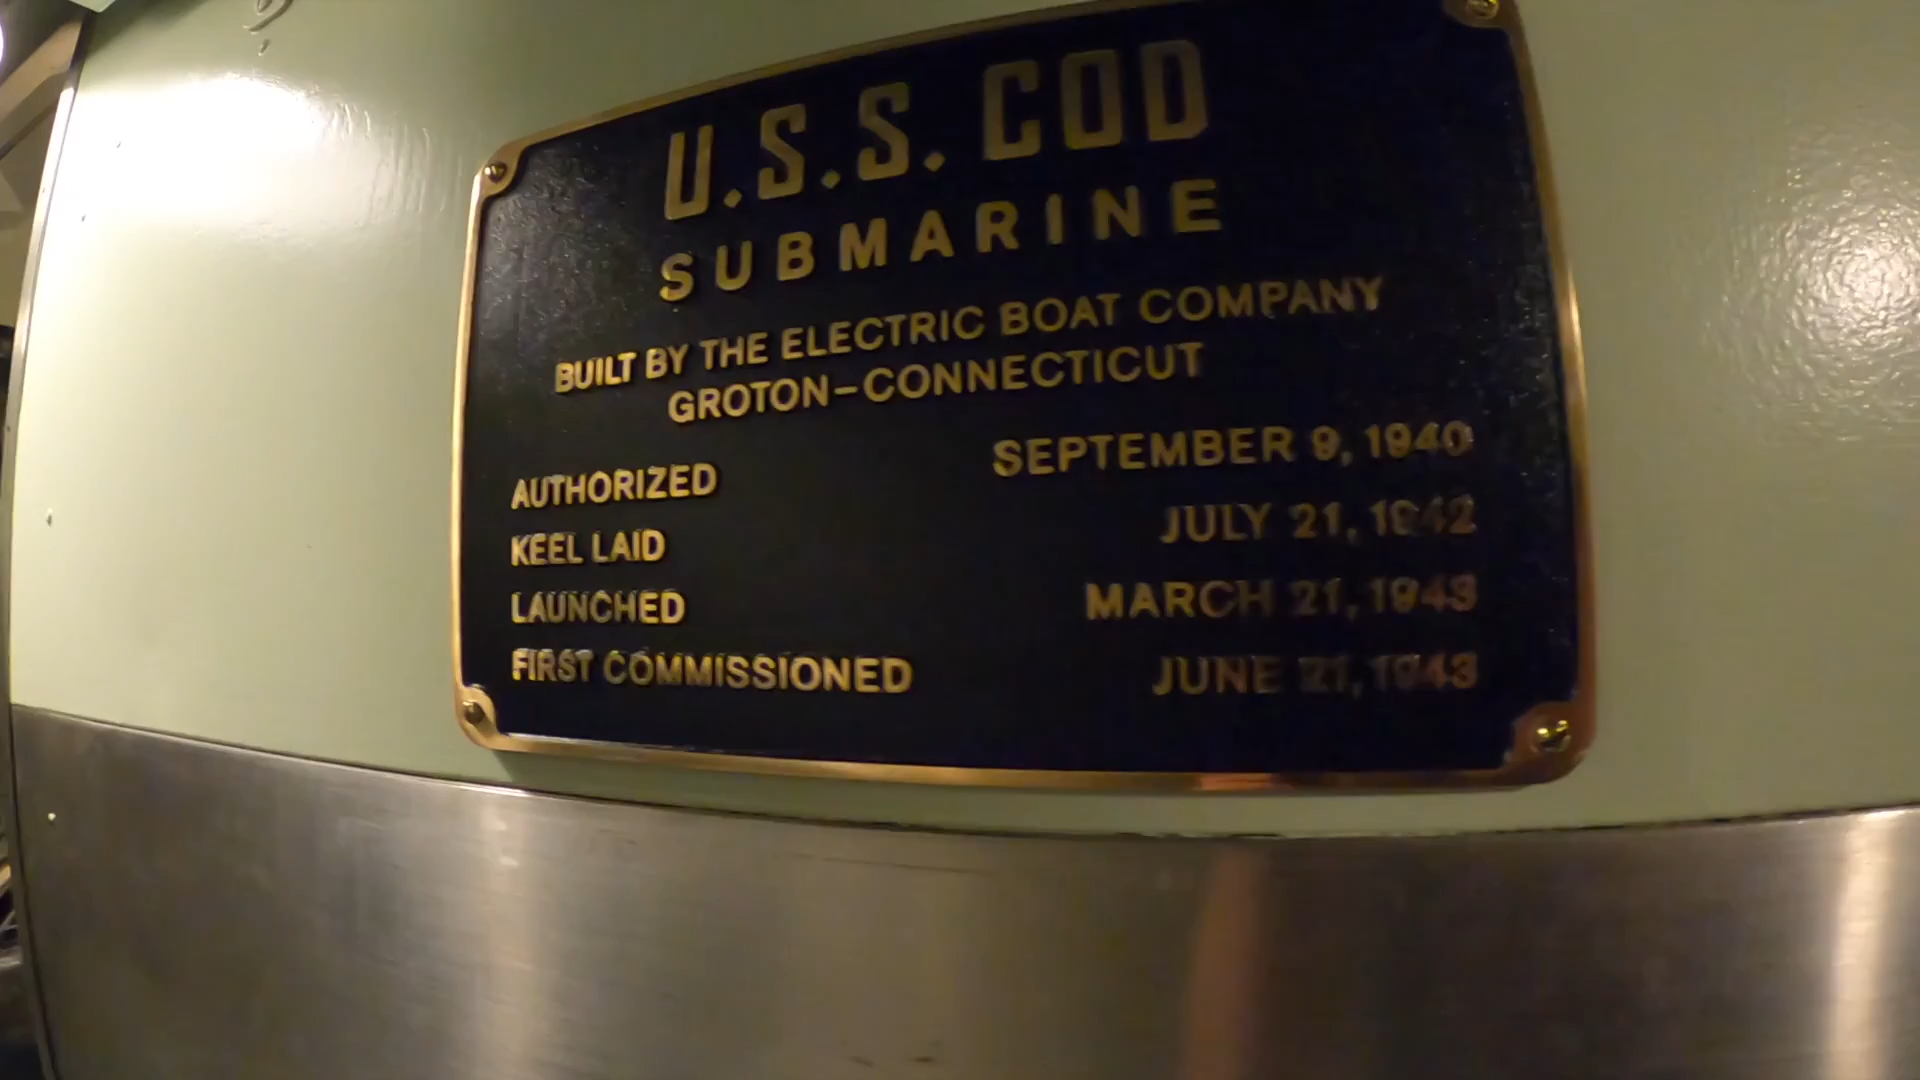 U.S.S. COD
SUBMARINE
BUILT BY THE ELECTRIC BOAT COMPANY
GROTON-CONNECTICUT
AUTHORIZED SEPTEMBER 9, 1940
KEEL LAID JULY 21, 1942
LAUNCHED MARCH 21, 1943
FIRST COMMISSIONED JUNE 21, 1943